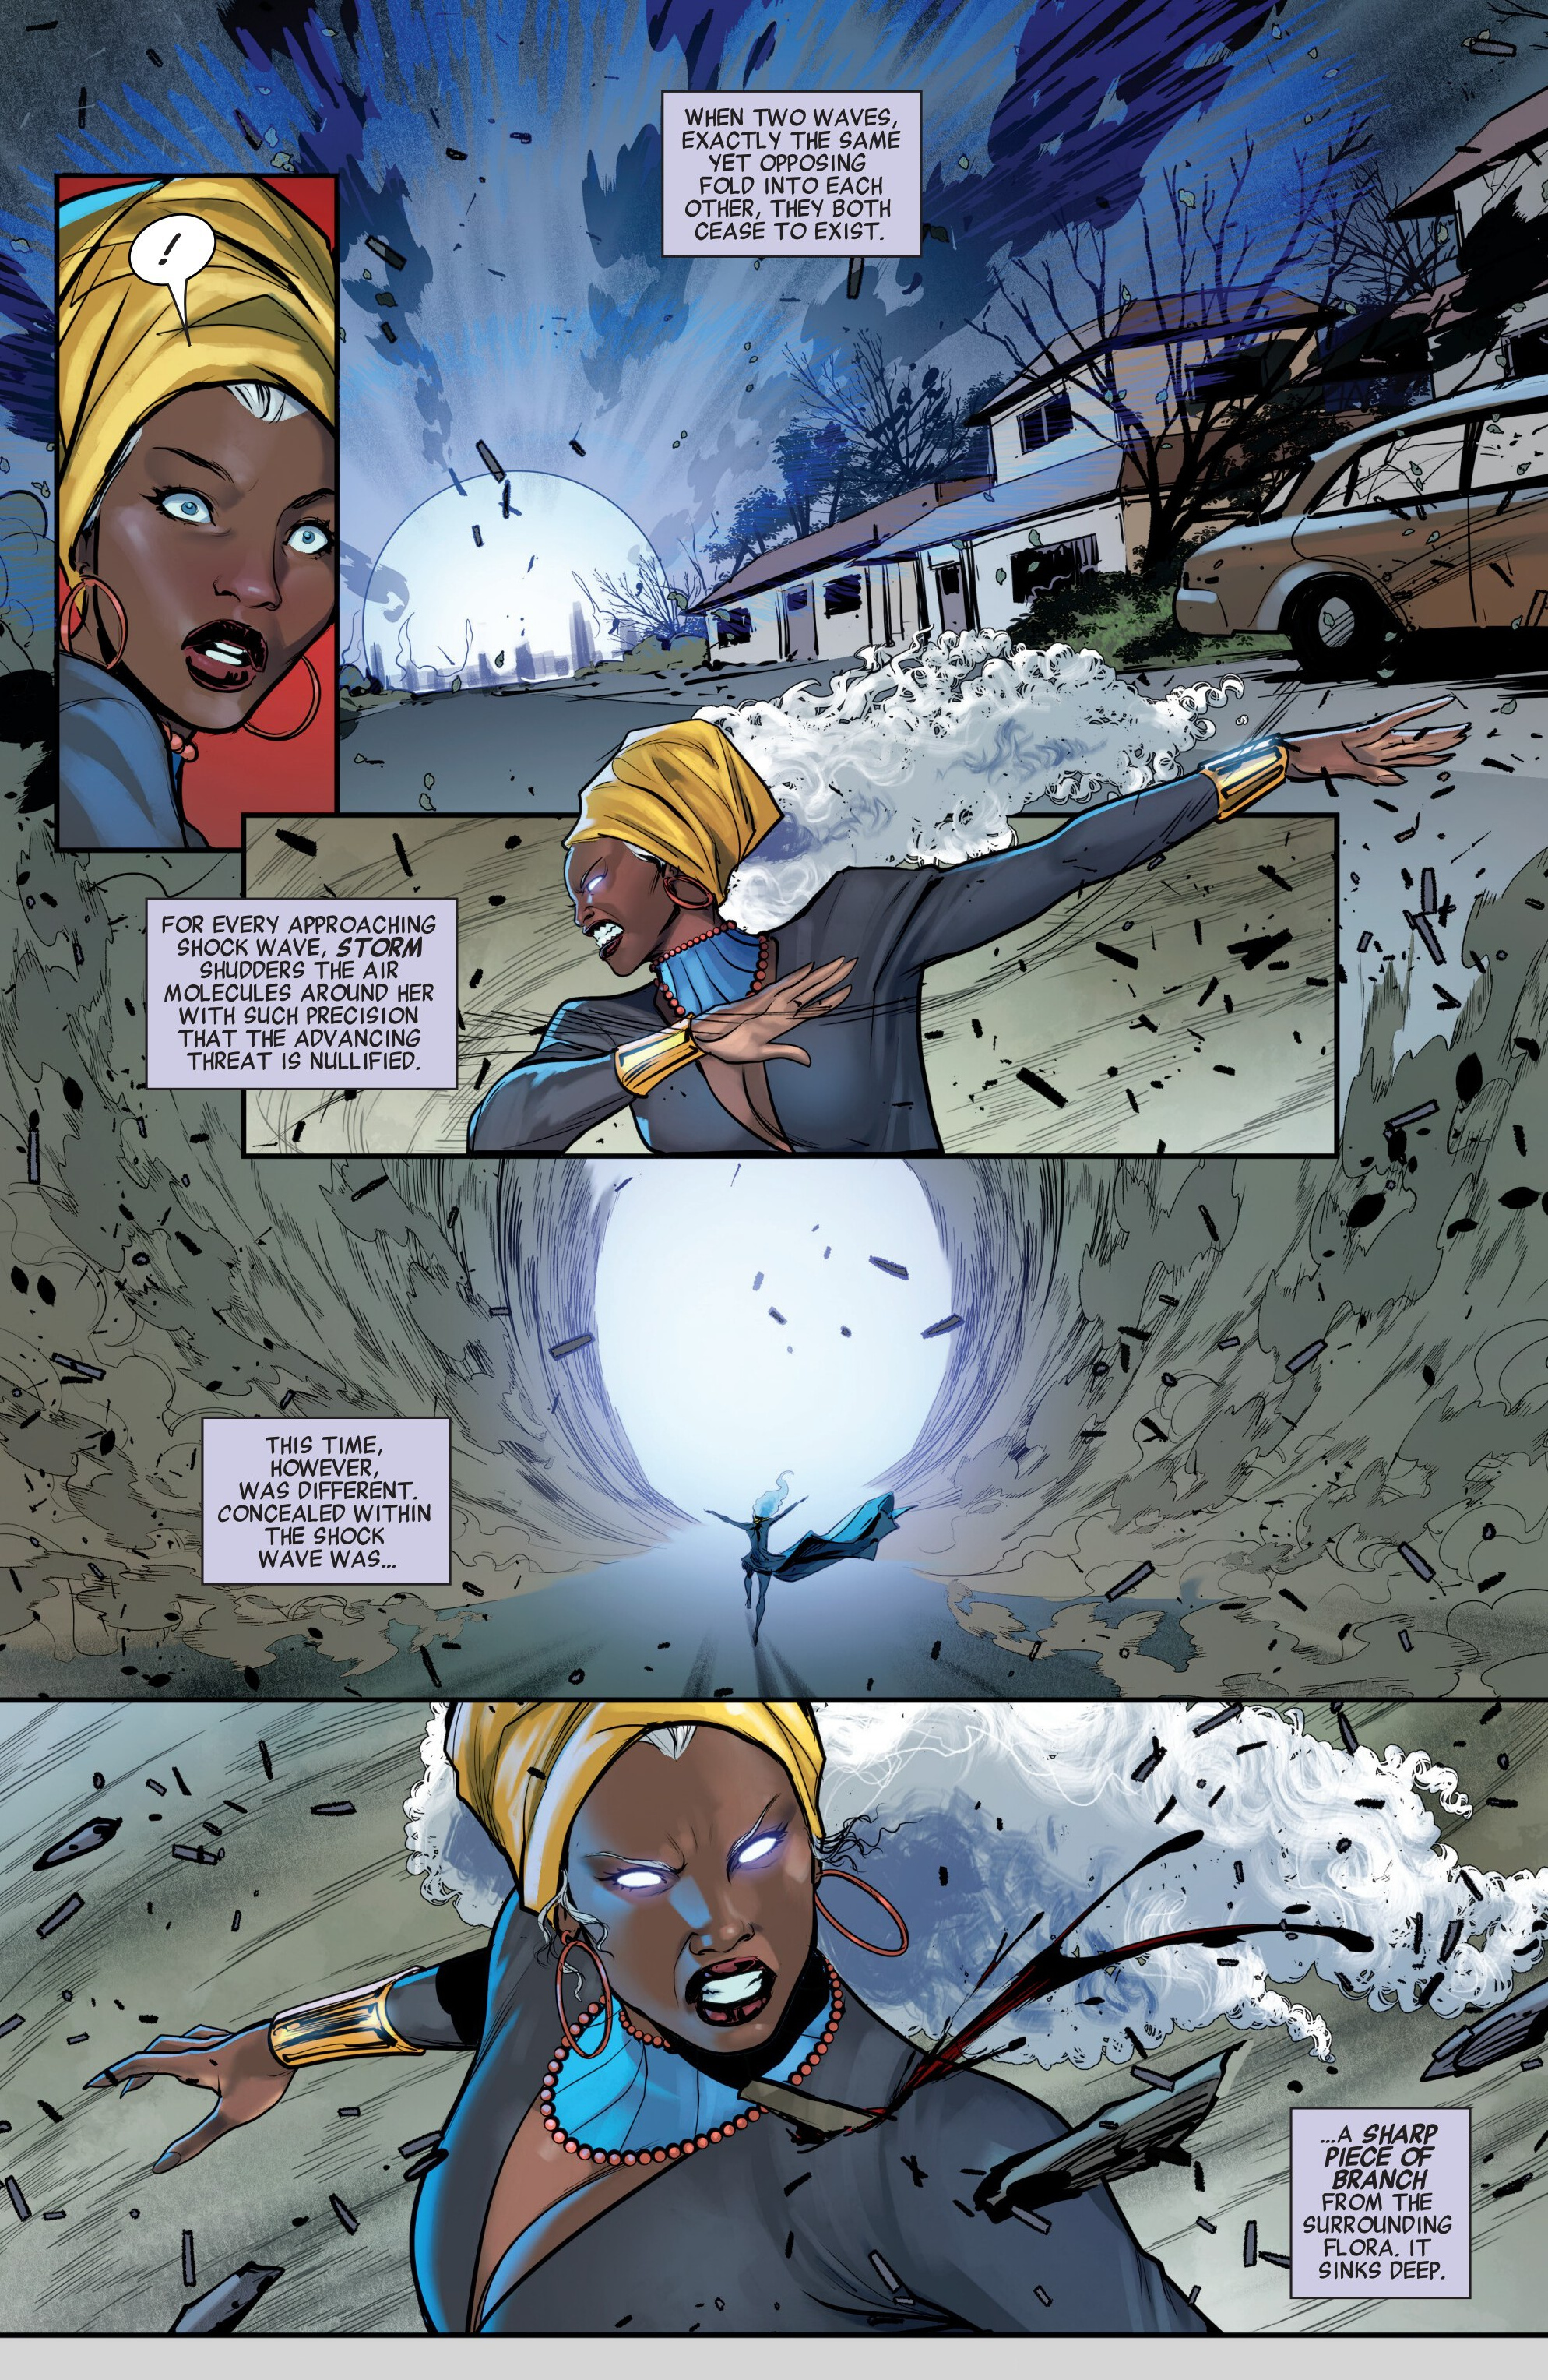 WHEN TWO WAVES,
EXACTLY THE SAME
YET OPPOSING
FOLD INTO EACH
OTHER, THEY BOTH
CEASE TO EXIST.
!
FOR EVERY APPROACHING
SHOCK WAVE, STORM
SHUDDERS THE AIR
MOLECULES AROUND HER
WITH SUCH PRECISION
THAT THE ADVANCING
THREAT IS NULLIFIED.
THIS TIME,
HOWEVER,
WAS DIFFERENT.
CONCEALED WITHIN
THE SHOCK
WAVE WAS...
...A SHARP
PIECE OF
BRANCH
FROM THE
SURROUNDING
FLORA. IT
SINKS DEEP.